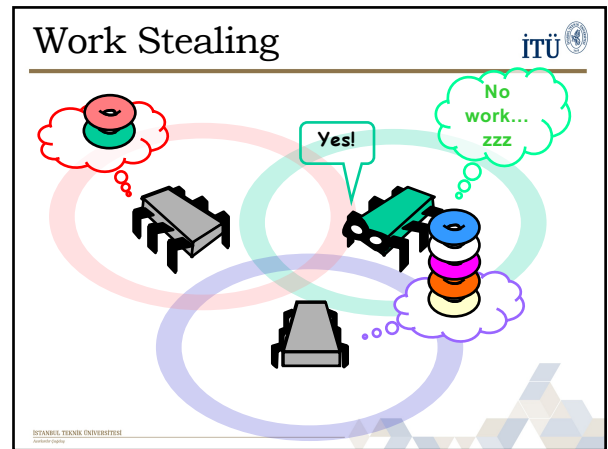 Work Stealing
İTÜ
No
work…
zzz
Yes!
İSTANBUL TEKNİK ÜNİVERSİTESİ